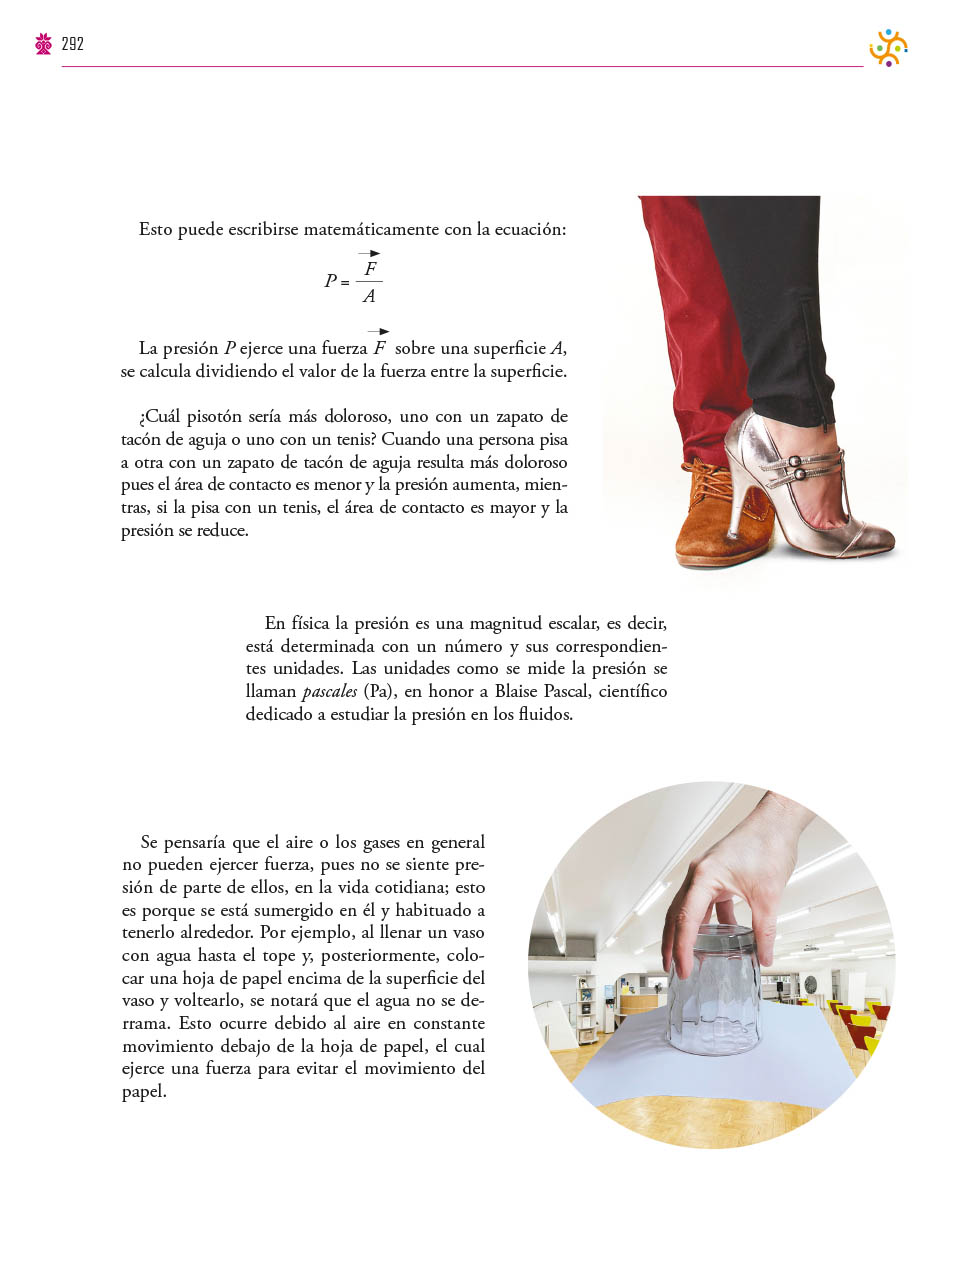 292
Esto puede escribirse matemáticamente con la ecuación:
P = F
A
La presión P ejerce una fuerza F sobre una superficie A,
se calcula dividiendo el valor de la fuerza entre la superficie.
¿Cuál pisotón sería más doloroso, uno con un zapato de
tacón de aguja o uno con un tenis? Cuando una persona pisa
a otra con un zapato de tacón de aguja resulta más doloroso
pues el área de contacto es menor y la presión aumenta, mien-
tras, si la pisa con un tenis, el área de contacto es mayor y la
presión se reduce.
En física la presión es una magnitud escalar, es decir,
está determinada con un número y sus correspondien-
tes unidades. Las unidades como se mide la presión se
llaman pascales (Pa), en honor a Blaise Pascal, científico
dedicado a estudiar la presión en los fluidos.
Se pensaría que el aire o los gases en general
no pueden ejercer fuerza, pues no se siente pre-
sión de parte de ellos, en la vida cotidiana; esto
es porque se está sumergido en él y habituado a
tenerlo alrededor. Por ejemplo, al llenar un vaso
con agua hasta el tope y, posteriormente, colo-
car una hoja de papel encima de la superficie del
vaso y voltearlo, se notará que el agua no se de-
rrama. Esto ocurre debido al aire en constante
movimiento debajo de la hoja de papel, el cual
ejerce una fuerza para evitar el movimiento del
papel.